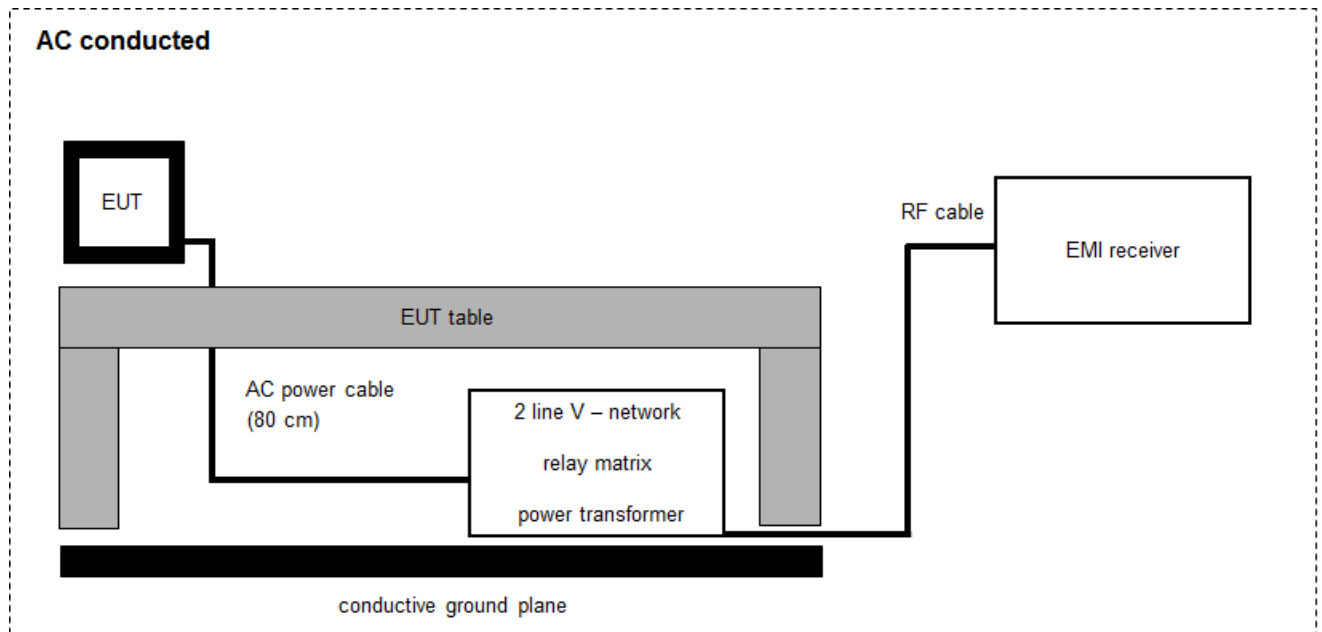 AC conducted
EUT
RF cable
EMI receiver
EUT table
AC power cable
(80 cm)
2 line V – network
relay matrix
power transformer
conductive ground plane